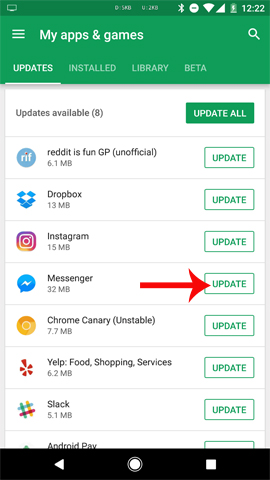 D↓5KB U↑2KB 12:22
My apps & games
UPDATES INSTALLED LIBRARY BETA
Updates available (8) UPDATE ALL
rif reddit is fun GP (unofficial)
6.1 MB
UPDATE
Dropbox
13 MB
UPDATE
Instagram
15 MB
UPDATE
Messenger
32 MB
UPDATE
Chrome Canary (Unstable)
7.7 MB
UPDATE
Yelp: Food, Shopping, Services
6.2 MB
UPDATE
Slack
5.1 MB
UPDATE
Android Pay